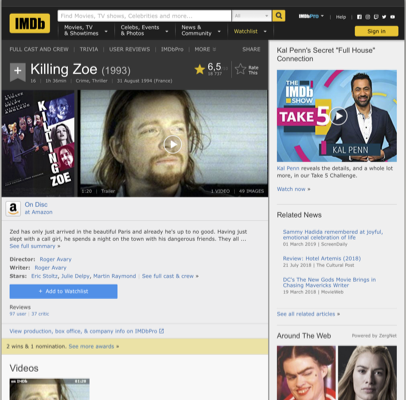 IMDb
Find Movies, TV shows, Celebrities and more...
All
IMDbPro
Help
Movies, TV
& Showtimes
Celebs, Events
& Photos
News &
Community
Watchlist
Sign in
FULL CAST AND CREW | TRIVIA | USER REVIEWS | IMDbPro | MORE
SHARE
Killing Zoe (1993)
16 | 1h 36min | Crime, Thriller | 31 August 1994 (France)
6,5
Rate
This
KILLING ZOE
1:20 | Trailer
1 VIDEO | 49 IMAGES
On Disc
at Amazon
Zed has only just arrived in the beautiful Paris and already he's up to no good. Having just
slept with a call girl, he spends a night on the town with his dangerous friends. They all ...
See full summary »
Director: Roger Avary
Writer: Roger Avary
Stars: Eric Stoltz, Julie Delpy, Martin Raymond | See full cast & crew »
+ Add to Watchlist
Reviews
97 user | 37 critic
View production, box office, & company info on IMDbPro
2 wins & 1 nomination. See more awards »
Videos
Kal Penn's Secret "Full House"
Connection
THE IMDb SHOW
TAKE 5
KAL PENN
Kal Penn reveals the details, and a whole lot
more, in our Take 5 Challenge.
Watch now »
Related News
Sammy Hadida remembered at joyful,
emotional celebration of life
01 March 2019 | ScreenDaily
Review: Hotel Artemis (2018)
21 July 2018 | The Cultural Post
DC's The New Gods Movie Brings in
Chasing Mavericks Writer
19 March 2018 | MovieWeb
See all related articles »
Around The Web
Powered by ZergNet